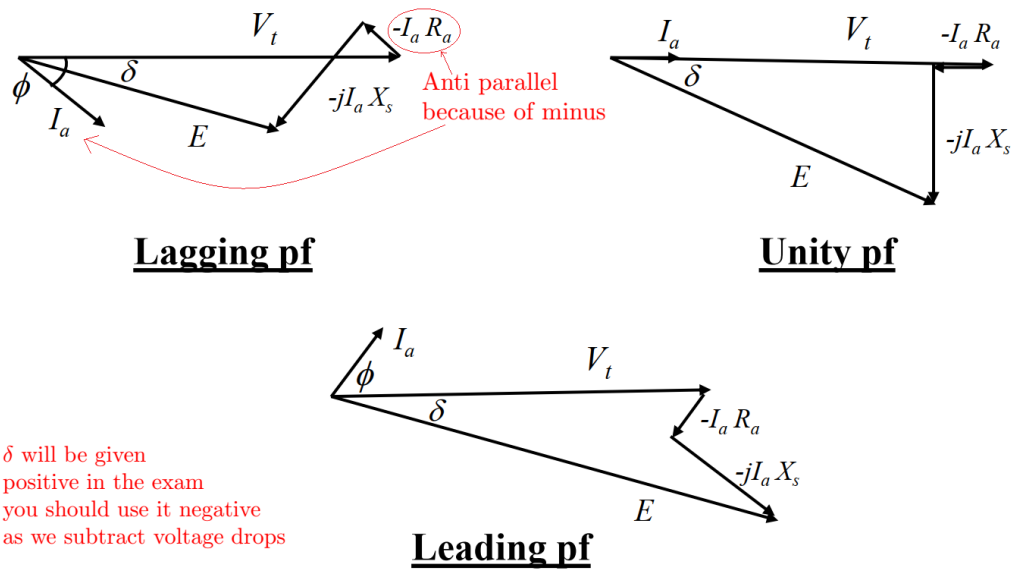 V_t
-I_a R_a
I_a
V_t
-I_a R_a
δ
δ
ϕ
Anti parallel
because of minus
-jI_a X_s
I_a
E
-jI_a X_s
E
Lagging pf
Unity pf
I_a
ϕ
V_t
δ
-I_a R_a
δ will be given
positive in the exam
you should use it negative
as we subtract voltage drops
-jI_a X_s
E
Leading pf